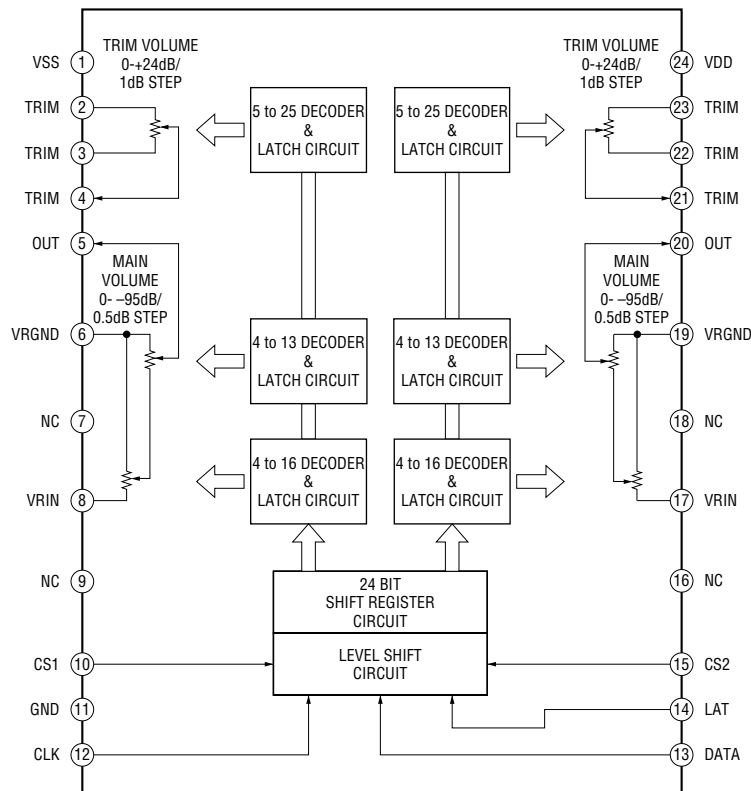 TRIM VOLUME
0-+24dB/
1dB STEP
TRIM VOLUME
0-+24dB/
1dB STEP
VSS 1
24 VDD
TRIM 2
23 TRIM
5 to 25 DECODER
&
LATCH CIRCUIT
5 to 25 DECODER
&
LATCH CIRCUIT
TRIM 3
22 TRIM
TRIM 4
21 TRIM
OUT 5
20 OUT
MAIN
VOLUME
0- –95dB/
0.5dB STEP
MAIN
VOLUME
0- –95dB/
0.5dB STEP
VRGND 6
19 VRGND
4 to 13 DECODER
&
LATCH CIRCUIT
4 to 13 DECODER
&
LATCH CIRCUIT
NC 7
18 NC
4 to 16 DECODER
&
LATCH CIRCUIT
4 to 16 DECODER
&
LATCH CIRCUIT
VRIN 8
17 VRIN
NC 9
16 NC
24 BIT
SHIFT REGISTER
CIRCUIT
LEVEL SHIFT
CIRCUIT
CS1 10
15 CS2
GND 11
14 LAT
CLK 12
13 DATA